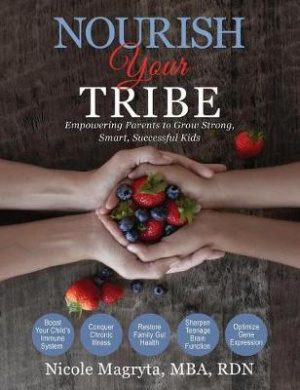 NOURISH
Your
TRIBE
Empowering Parents to Grow Strong,
Smart, Successful Kids
Boost
Your Child's
Immune
System
Conquer
Chronic
Illness
Restore
Family Gut
Health
Sharpen
Teenage
Brain
Function
Optimize
Gene
Expression
Nicole Magryta, MBA, RDN